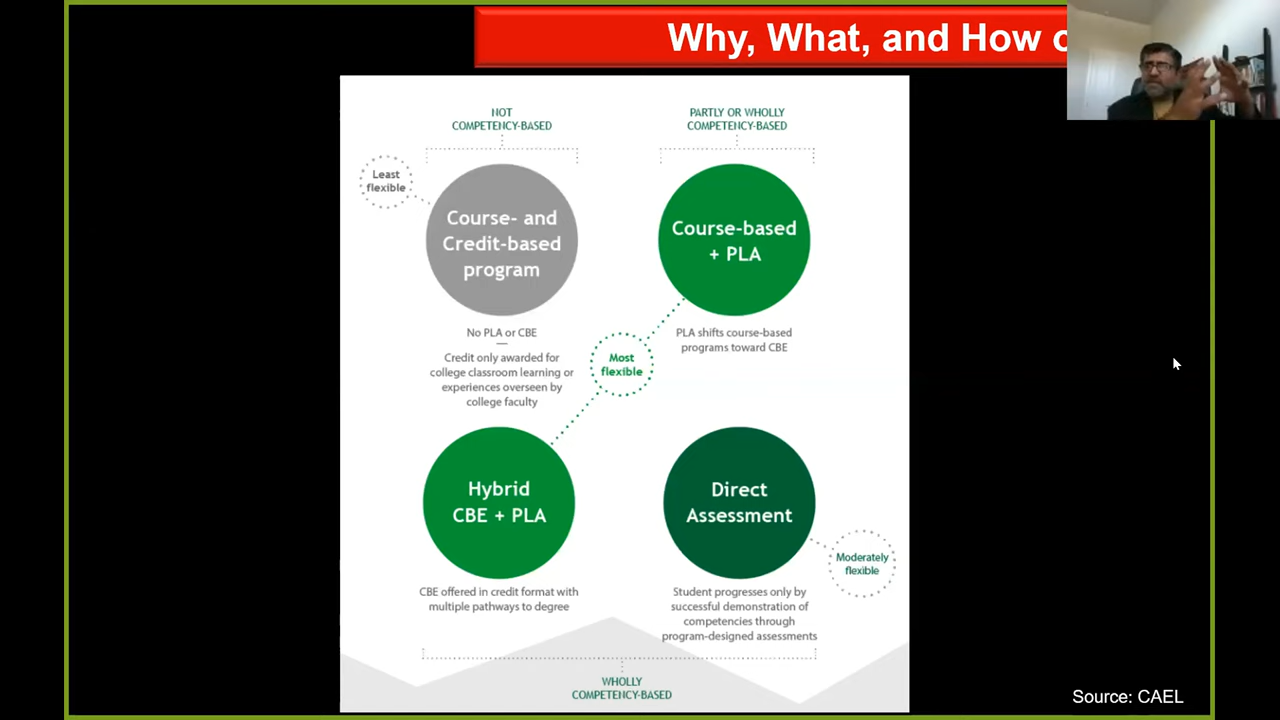 Why, What, and How
NOT
COMPETENCY-BASED
PARTLY OR WHOLLY
COMPETENCY-BASED
Least
flexible
Course- and
Credit-based
program
Course-based
+ PLA
No PLA or CBE
—
Credit only awarded for
college classroom learning or
experiences overseen by
college faculty
Most
flexible
PLA shifts course-based
programs toward CBE
Hybrid
CBE + PLA
Direct
Assessment
Moderately
flexible
CBE offered in credit format with
multiple pathways to degree
Student progresses only by
successful demonstration of
competencies through
program-designed assessments
WHOLLY
COMPETENCY-BASED
Source: CAEL